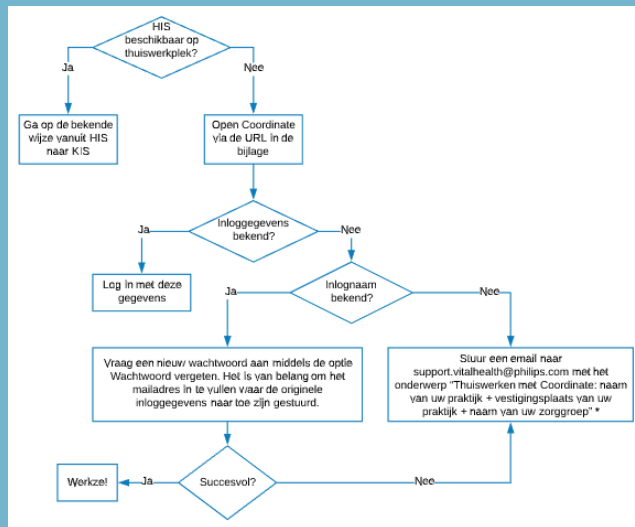 HIS
beschikbaar op
thuiswerkplek?
Ja
Nee
Ga op de bekende
wijze vanuit HIS
naar KIS
Open Coordinate
via de URL in de
bijlage
Inloggegevens
bekend?
Ja
Nee
Log in met deze
gegevens
Inlognaam
bekend?
Ja
Nee
Vraag een nieuw wachtwoord aan middels de optie
Wachtwoord vergeten. Het is van belang om het
mailadres in te vullen waar de originele
inloggegevens naar toe zijn gestuurd.
Stuur een email naar
support.vitalhealth@philips.com met het
onderwerp "Thuiswerken met Coordinate: naam
van uw praktijk + vestigingsplaats van uw
praktijk + naam van uw zorggroep" *
Succesvol?
Ja
Nee
Werkze!